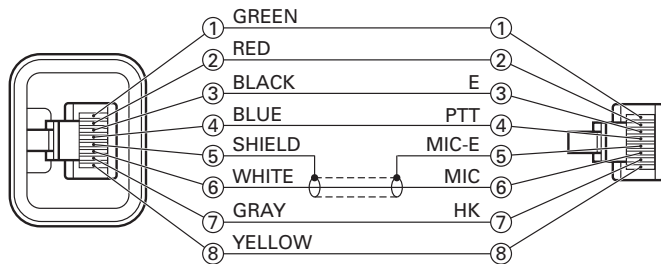 ① GREEN ①
② RED ②
③ BLACK E ③
④ BLUE PTT ④
⑤ SHIELD MIC-E ⑤
⑥ WHITE MIC ⑥
⑦ GRAY HK ⑦
⑧ YELLOW ⑧